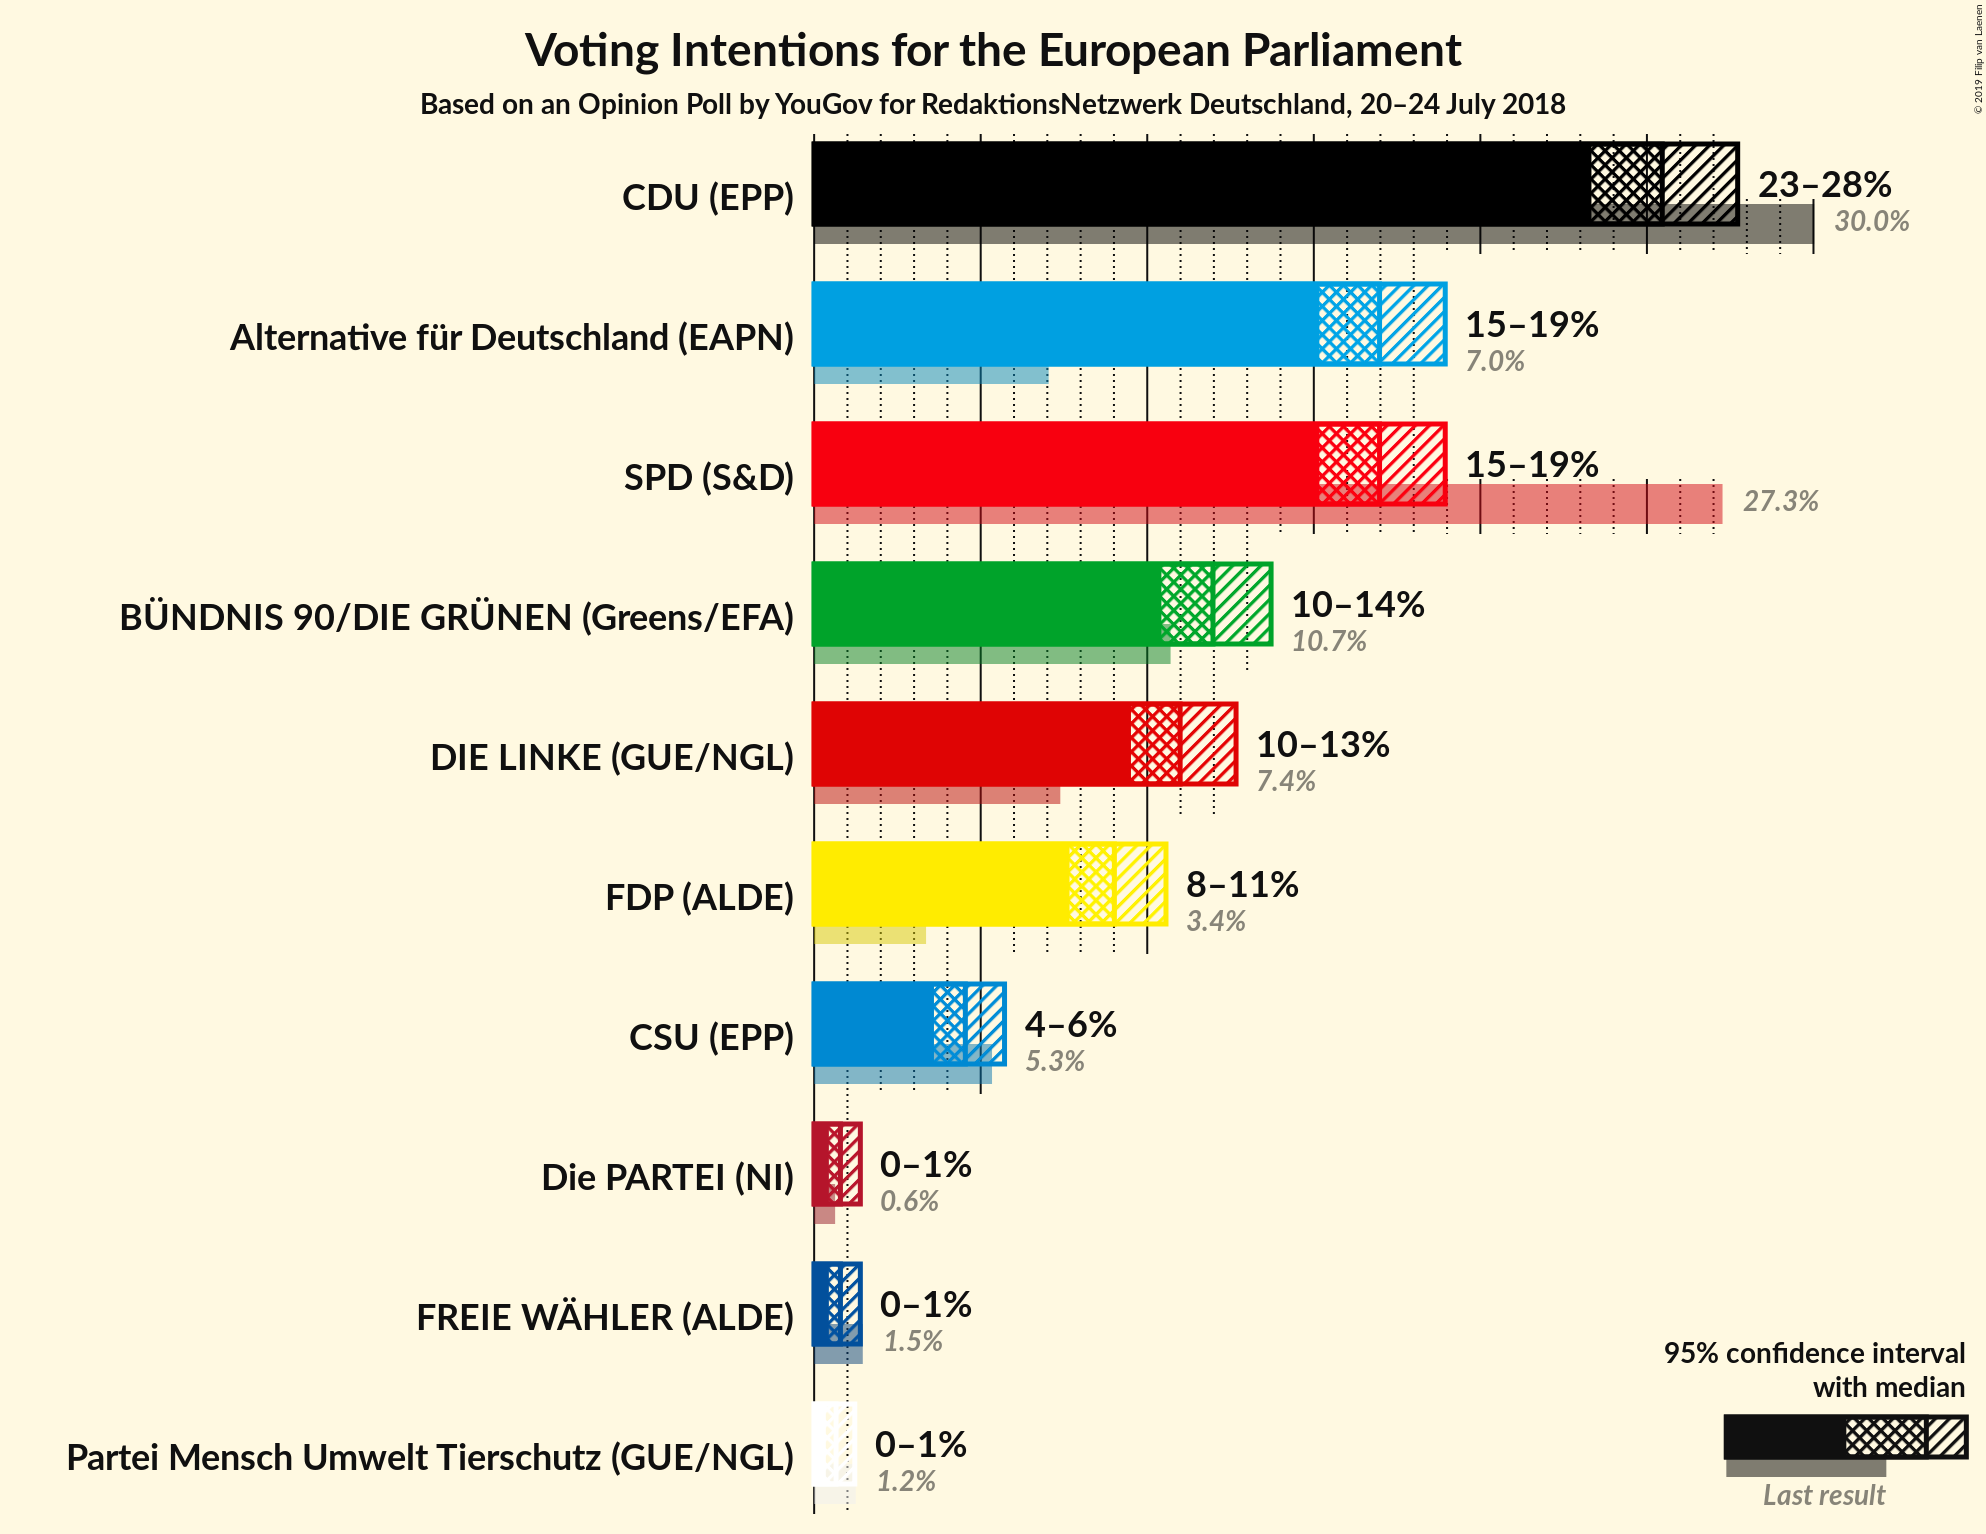 Voting Intentions for the European Parliament
Based on an Opinion Poll by YouGov for RedaktionsNetzwerk Deutschland, 20–24 July 2018
© 2019 Filip van Laenen
CDU (EPP)
23–28%
30.0%
Alternative für Deutschland (EAPN)
15–19%
7.0%
SPD (S&D)
15–19%
27.3%
BÜNDNIS 90/DIE GRÜNEN (Greens/EFA)
10–14%
10.7%
DIE LINKE (GUE/NGL)
10–13%
7.4%
FDP (ALDE)
8–11%
3.4%
CSU (EPP)
4–6%
5.3%
Die PARTEI (NI)
0–1%
0.6%
FREIE WÄHLER (ALDE)
0–1%
1.5%
Partei Mensch Umwelt Tierschutz (GUE/NGL)
0–1%
1.2%
95% confidence interval
with median
Last result